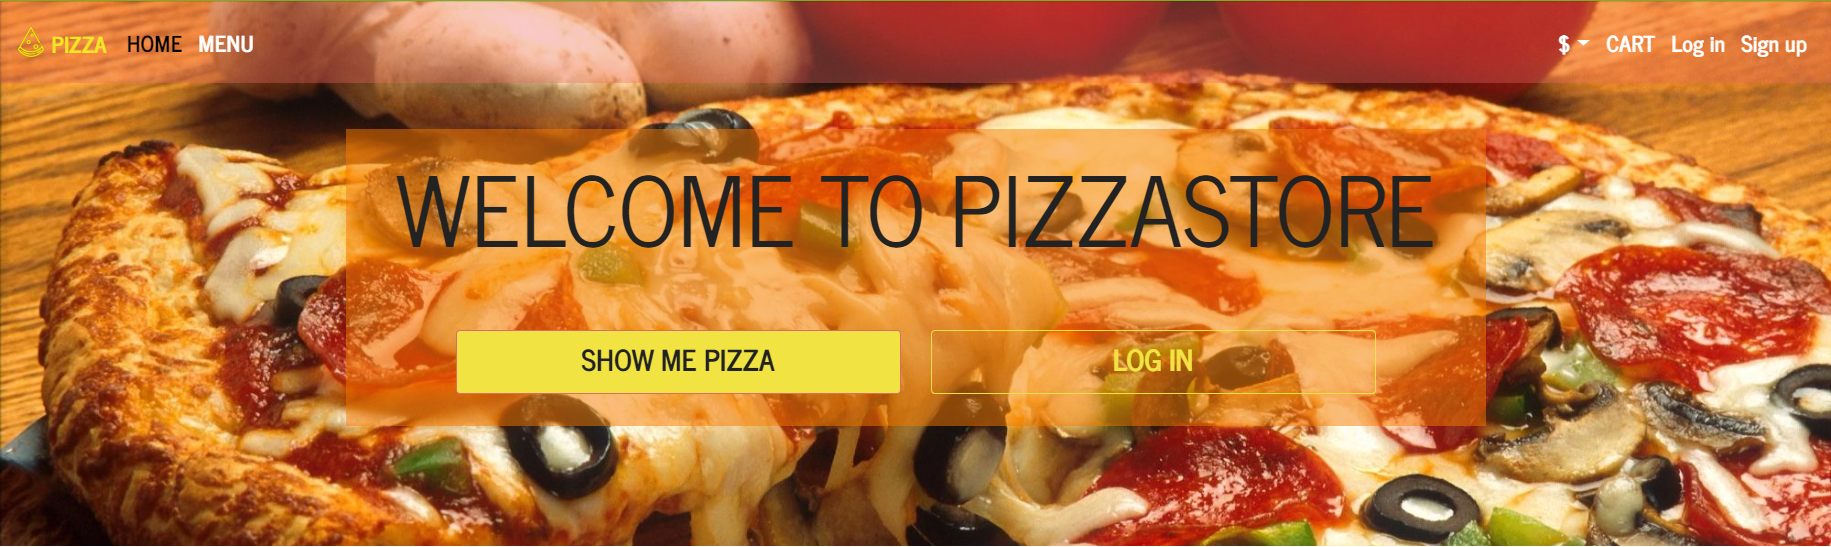 PIZZA HOME MENU $ CART Log in Sign up
WELCOME TO PIZZASTORE
SHOW ME PIZZA LOG IN